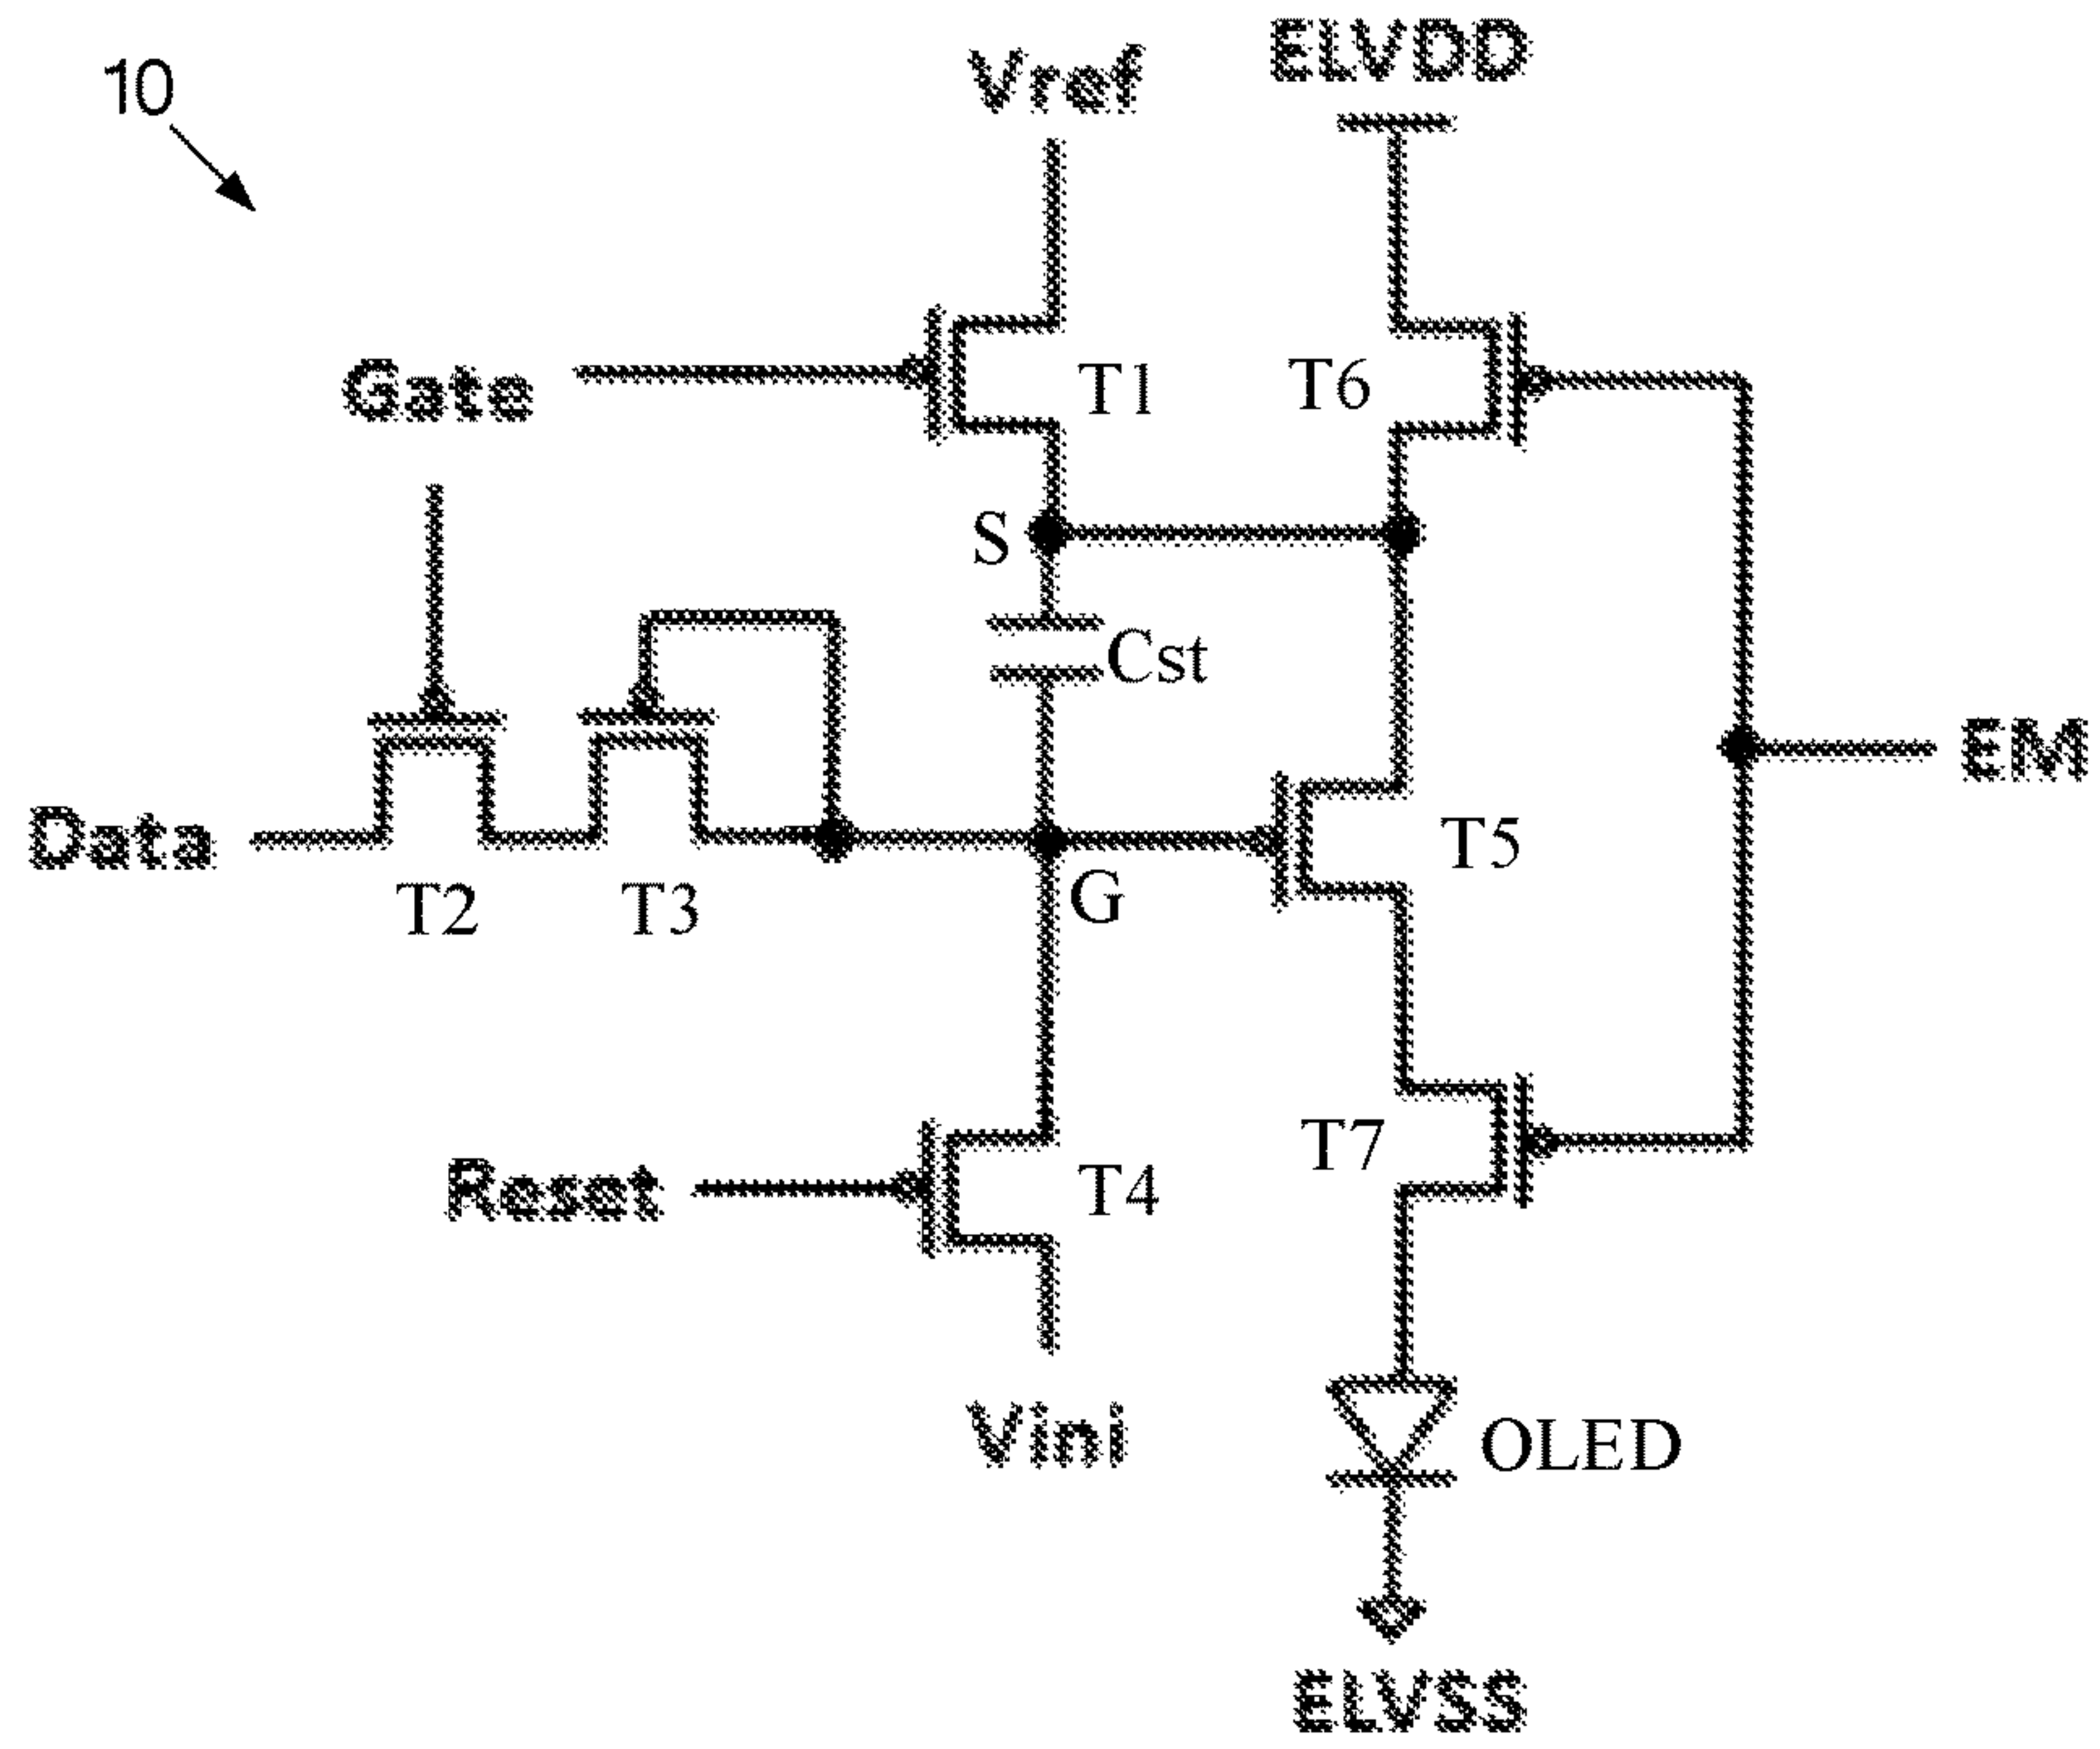 10
Vref
ELVDD
Gate
T1
T6
S
Cst
EM
Data
T2
T3
G
T5
Reset
T4
T7
Vini
OLED
ELVSS